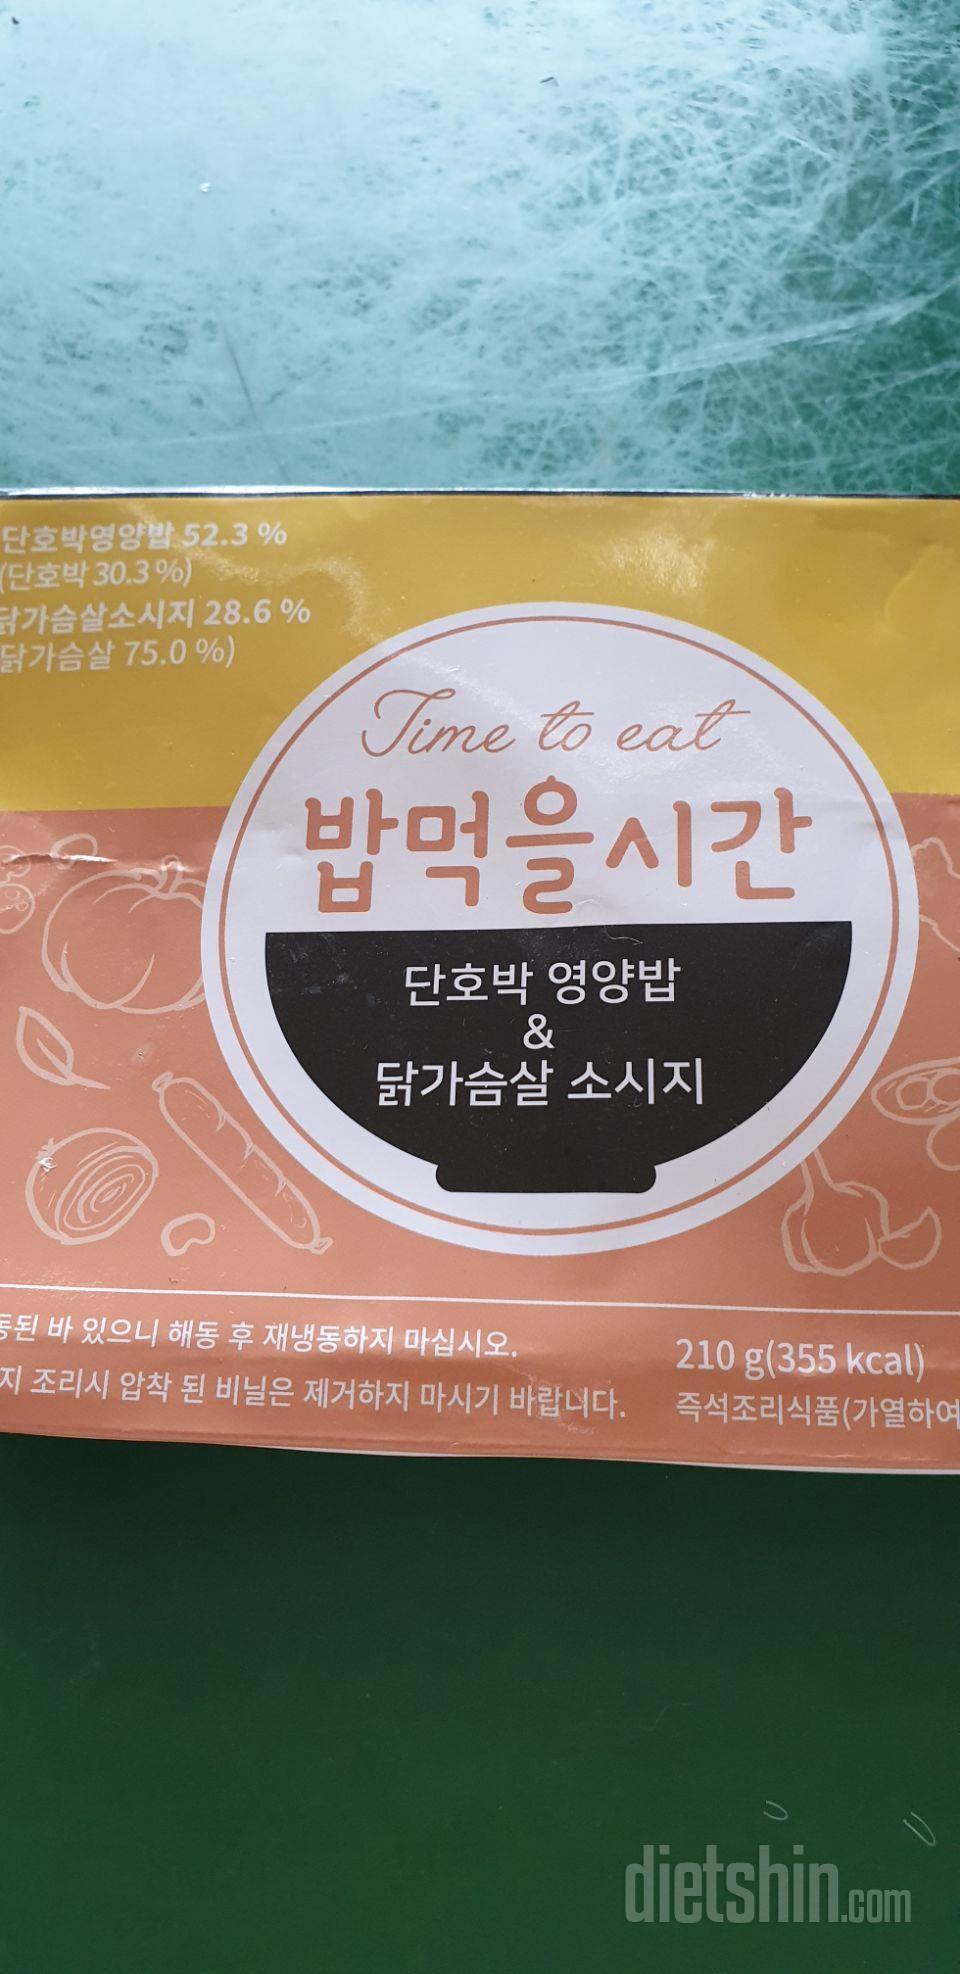 단호박영양밥 52.3 %
(단호박 30.3 %)
닭가슴살소시지 28.6 %
닭가슴살 75.0 %)
Time to eat
밥먹을시간
단호박 영양밥
&
닭가슴살 소시지
동된 바 있으니 해동 후 재냉동하지 마십시오.
지 조리시 압착 된 비닐은 제거하지 마시기 바랍니다.
210 g(355 kcal)
즉석조리식품(가열하여
dietshin.com